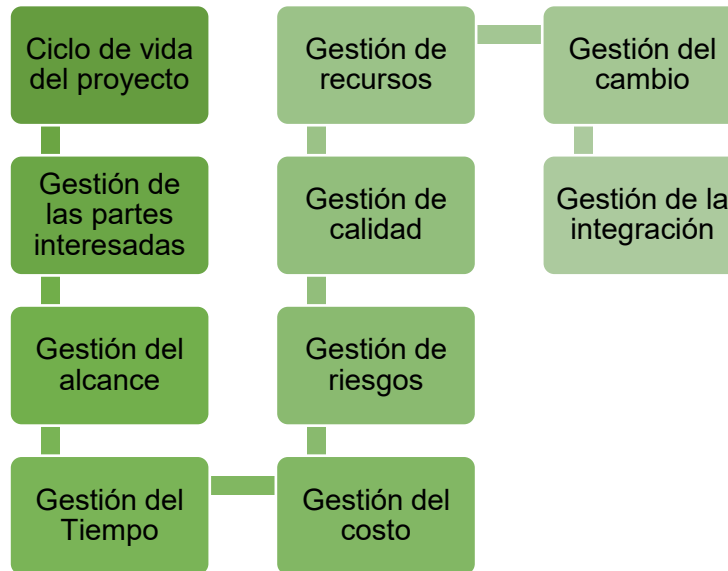 Ciclo de vida
del proyecto
Gestión de
las partes
interesadas
Gestión del
alcance
Gestión del
Tiempo
Gestión del
costo
Gestión de
riesgos
Gestión de
calidad
Gestión de
recursos
Gestión del
cambio
Gestión de la
integración